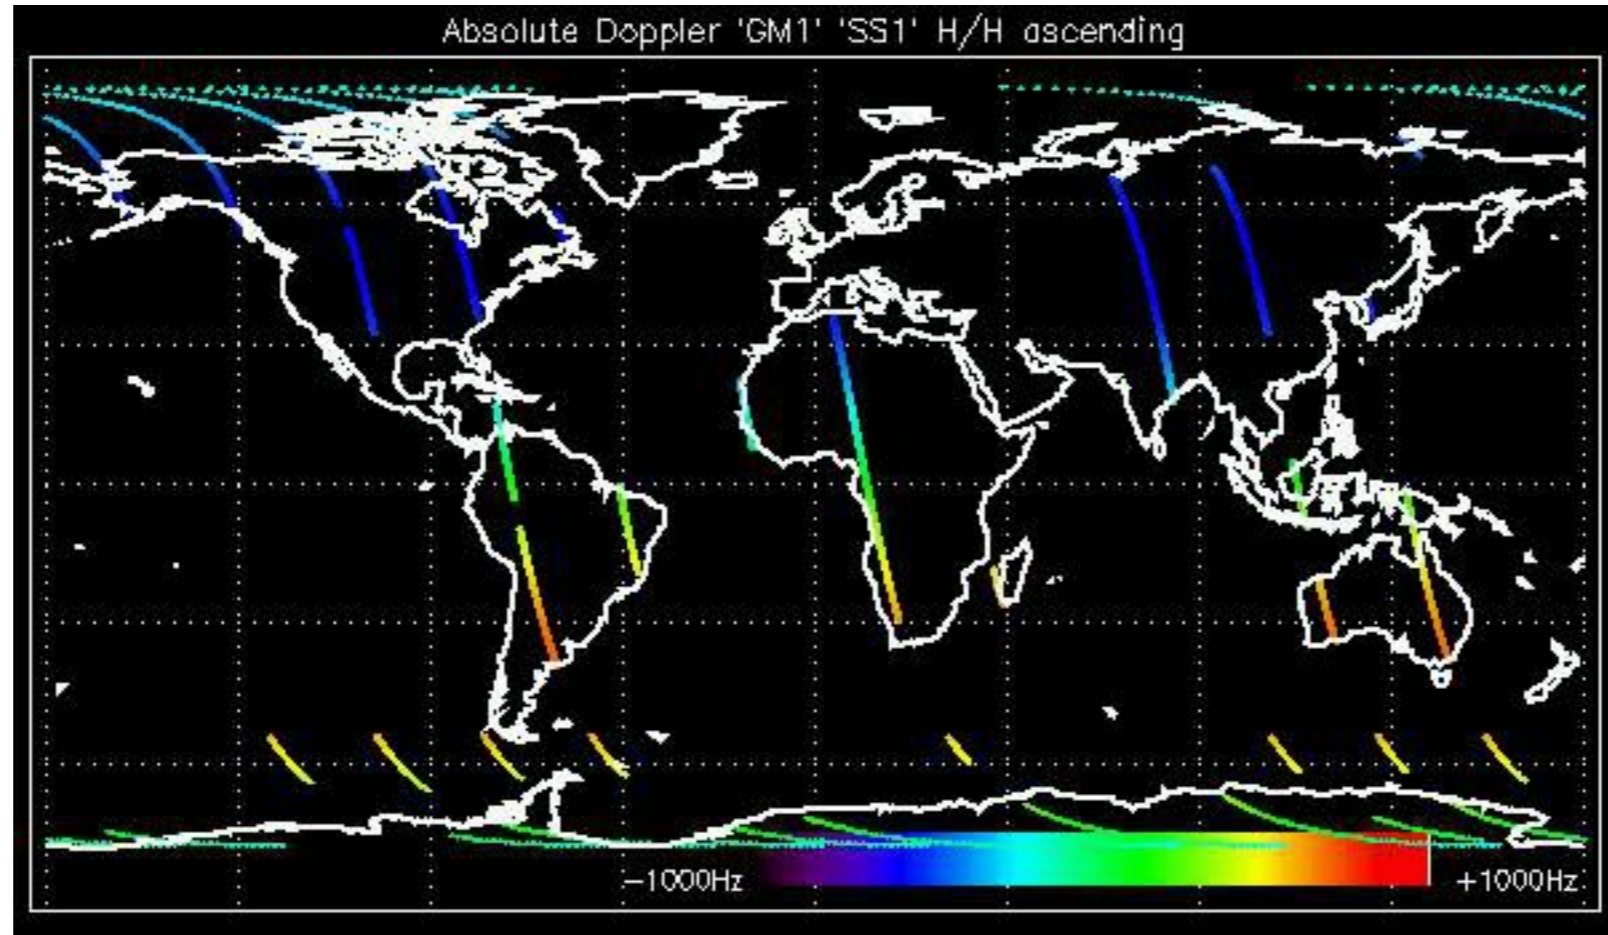 Absolute Doppler 'GM1' 'SS1' H/H ascending
−1000Hz +1000Hz